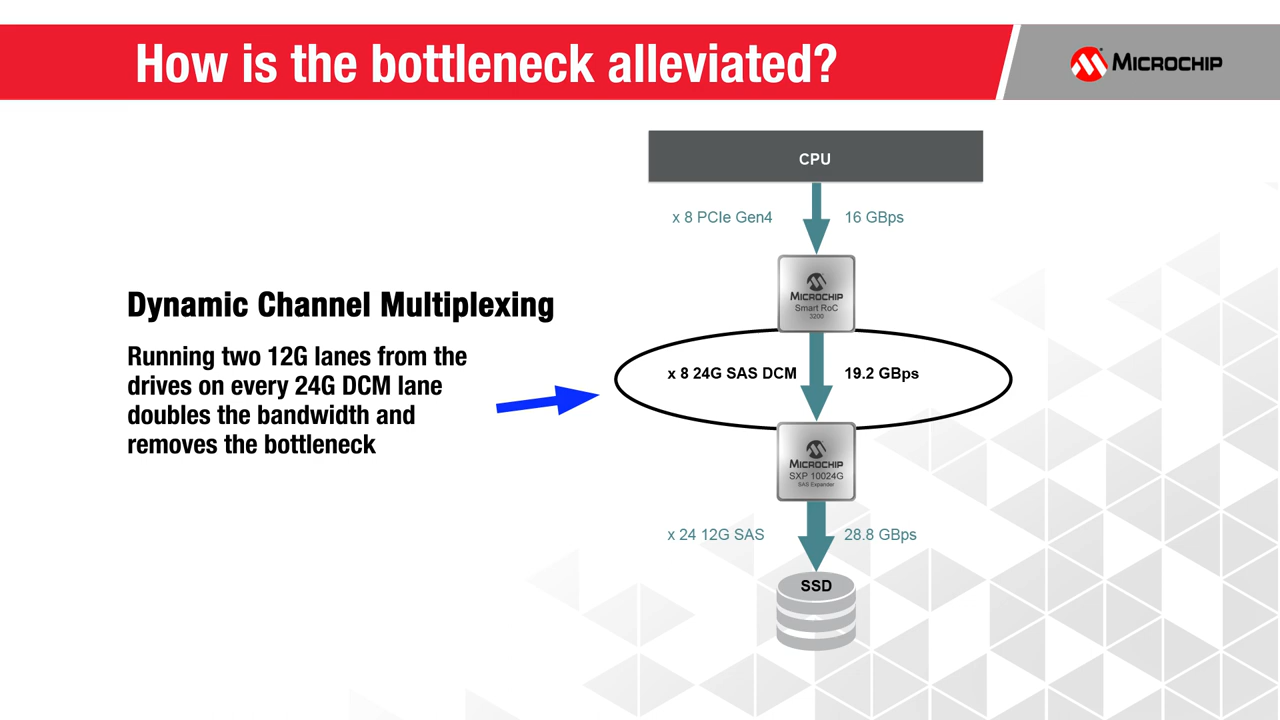 How is the bottleneck alleviated?
MICROCHIP
CPU
x 8 PCIe Gen4
16 GBps
MICROCHIP
Smart RoC
3200
Dynamic Channel Multiplexing
Running two 12G lanes from the
drives on every 24G DCM lane
doubles the bandwidth and
removes the bottleneck
x 8 24G SAS DCM
19.2 GBps
MICROCHIP
SXP 10024G
SAS Expander
x 24 12G SAS
28.8 GBps
SSD